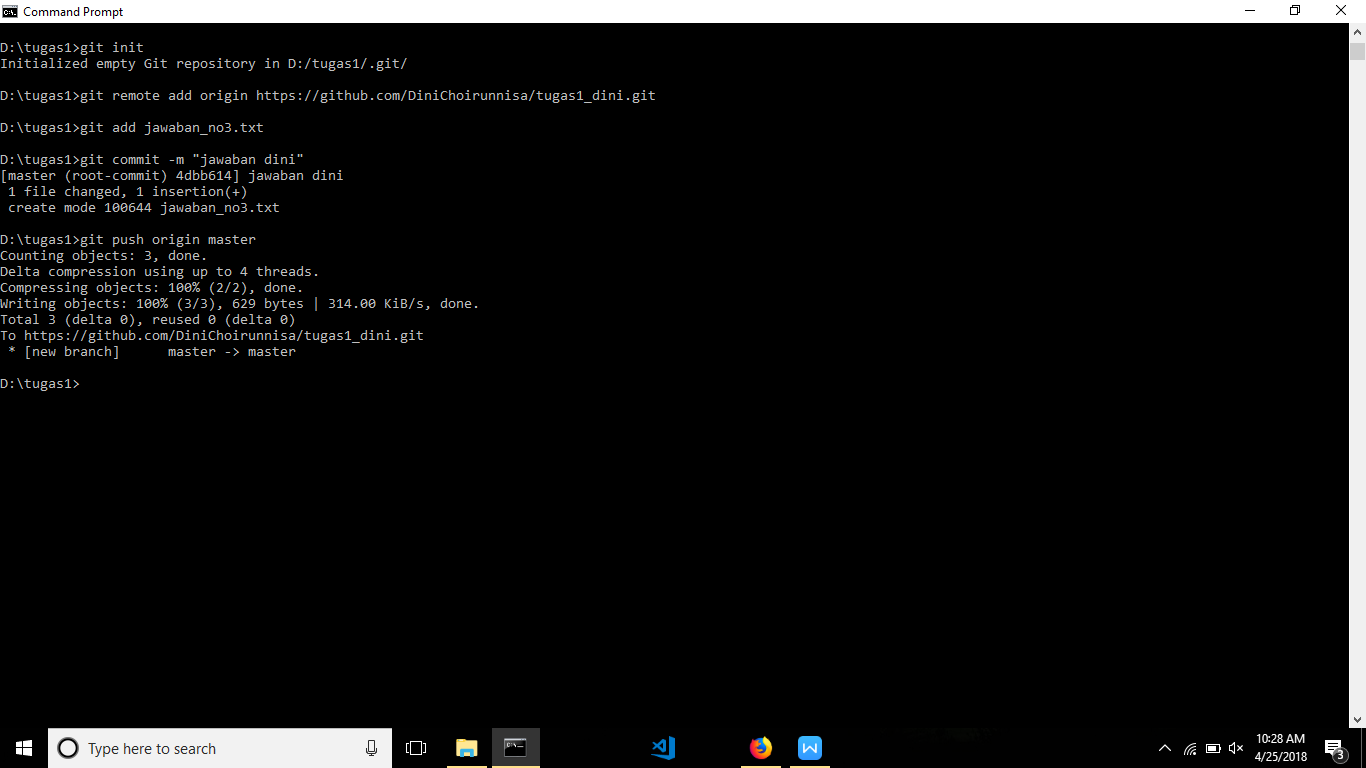 Command Prompt
D:\tugas1>git init
Initialized empty Git repository in D:/tugas1/.git/
D:\tugas1>git remote add origin https://github.com/DiniChoirunnisa/tugas1_dini.git
D:\tugas1>git add jawaban_no3.txt
D:\tugas1>git commit -m "jawaban dini"
[master (root-commit) 4dbb614] jawaban dini
 1 file changed, 1 insertion(+)
 create mode 100644 jawaban_no3.txt
D:\tugas1>git push origin master
Counting objects: 3, done.
Delta compression using up to 4 threads.
Compressing objects: 100% (2/2), done.
Writing objects: 100% (3/3), 629 bytes | 314.00 KiB/s, done.
Total 3 (delta 0), reused 0 (delta 0)
To https://github.com/DiniChoirunnisa/tugas1_dini.git
 * [new branch]      master -> master
D:\tugas1>
Type here to search
10:28 AM
4/25/2018
3